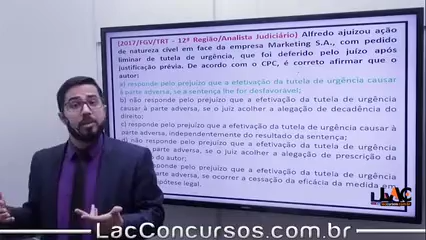 (2017/FGV/TRT - 12ª Região/Analista Judiciário) Alfredo ajuizou ação
de natureza cível em face da empresa Marketing S.A., com pedido
liminar de tutela de urgência, que foi deferido pelo juízo após
justificação prévia. De acordo com o CPC, é correto afirmar que o
autor:
a) responde pelo prejuízo que a efetivação da tutela de urgência causar
à parte adversa, se a sentença lhe for desfavorável;
b) não responde pelo prejuízo que a efetivação da tutela de urgência
causar à parte adversa, se o juiz acolher a alegação de decadência do
direito;
c) responde pelo prejuízo que a efetivação da tutela de urgência causar à
parte adversa, independentemente do resultado da sentença;
não responde pelo prejuízo que a efetivação da tutela de urgência
à parte adversa, se o juiz acolher a alegação de prescrição da
do autor;
responde pelo prejuízo que a efetivação da tutela de urgência
adversa, se ocorrer a cessação da eficácia da medida em
hipótese legal.
LAC
www.LacConcursos.com.br